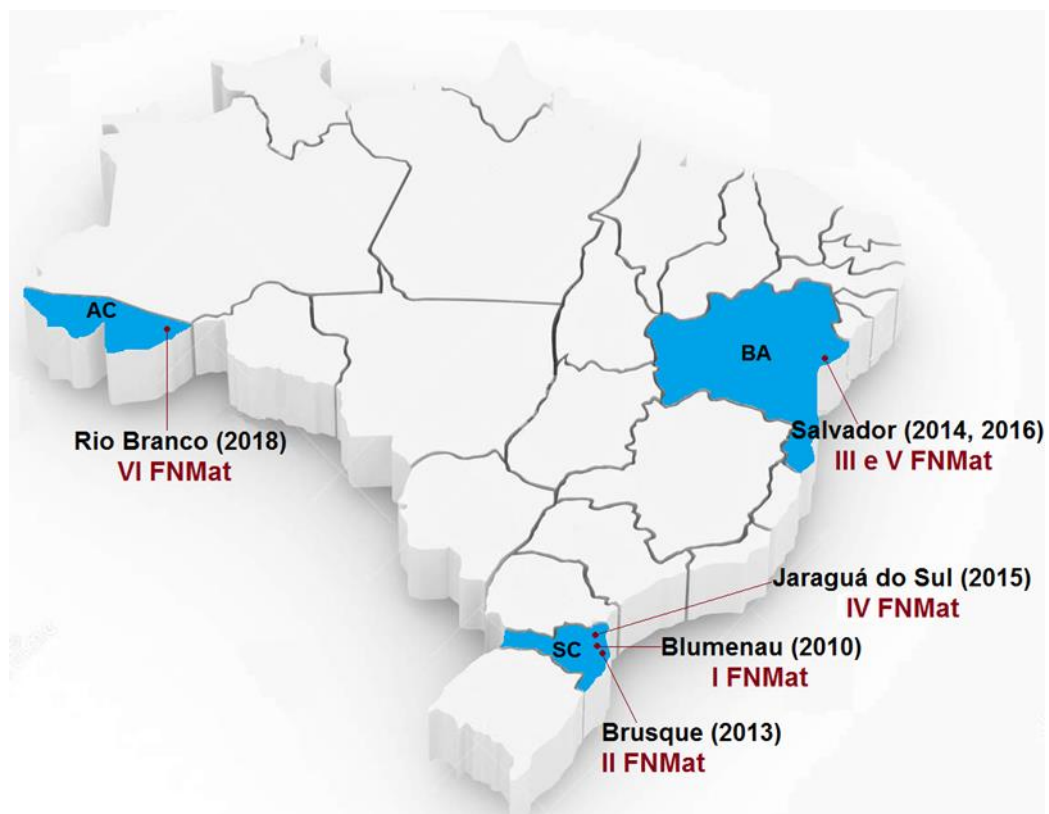 AC
Rio Branco (2018)
VI FNMat
BA
Salvador (2014, 2016)
III e V FNMat
Jaraguá do Sul (2015)
IV FNMat
SC
Blumenau (2010)
I FNMat
Brusque (2013)
II FNMat